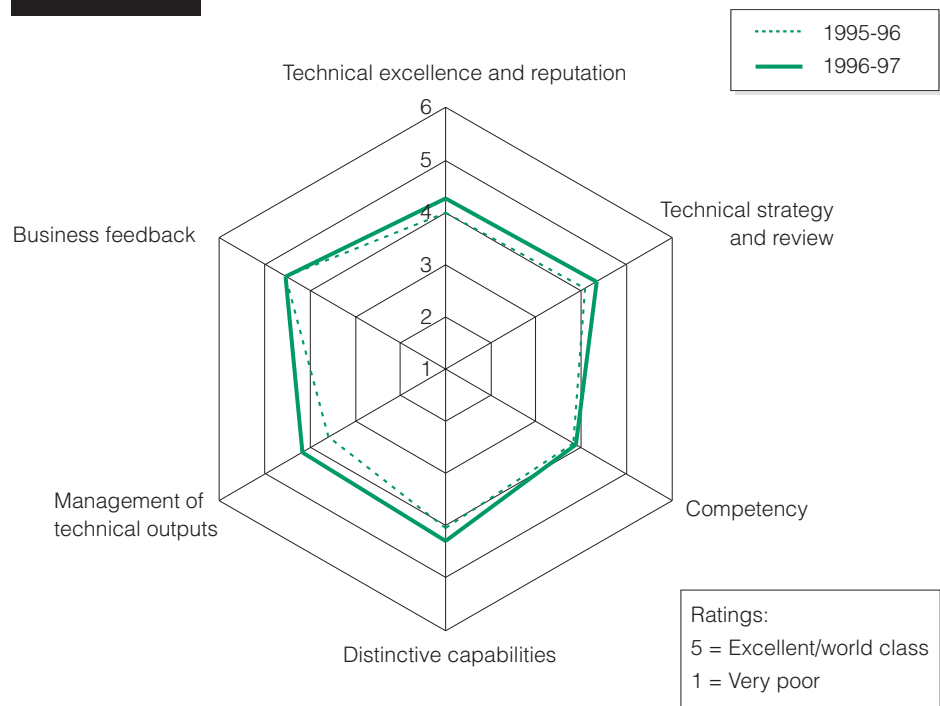 1995-96
1996-97
Technical excellence and reputation
6
5
4
3
2
1
Technical strategy
and review
Business feedback
Management of
technical outputs
Competency
Distinctive capabilities
Ratings:
5 = Excellent/world class
1 = Very poor